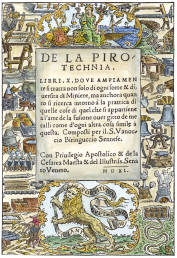 DE LA PIRO
TECHNIA.
LIBRI. X. DOVE AMPIAMEN
te si tratta non solo di ogni sorte & di
uersita di Miniere, ma anchora quan
to si ricerca intorno à la prattica di
quelle cose di quel che si appartiene
à l'arte de la fusione ouer gitto de me
talli come d'ogni altra cosa simile à
questa. Composti per il. S. Vanoc
cio Biringuccio Sennese.
Con Priuilegio Apostolico & de la
Cesarea Maesta & del Illustriss. Sena
to Veneto.
MDXL.